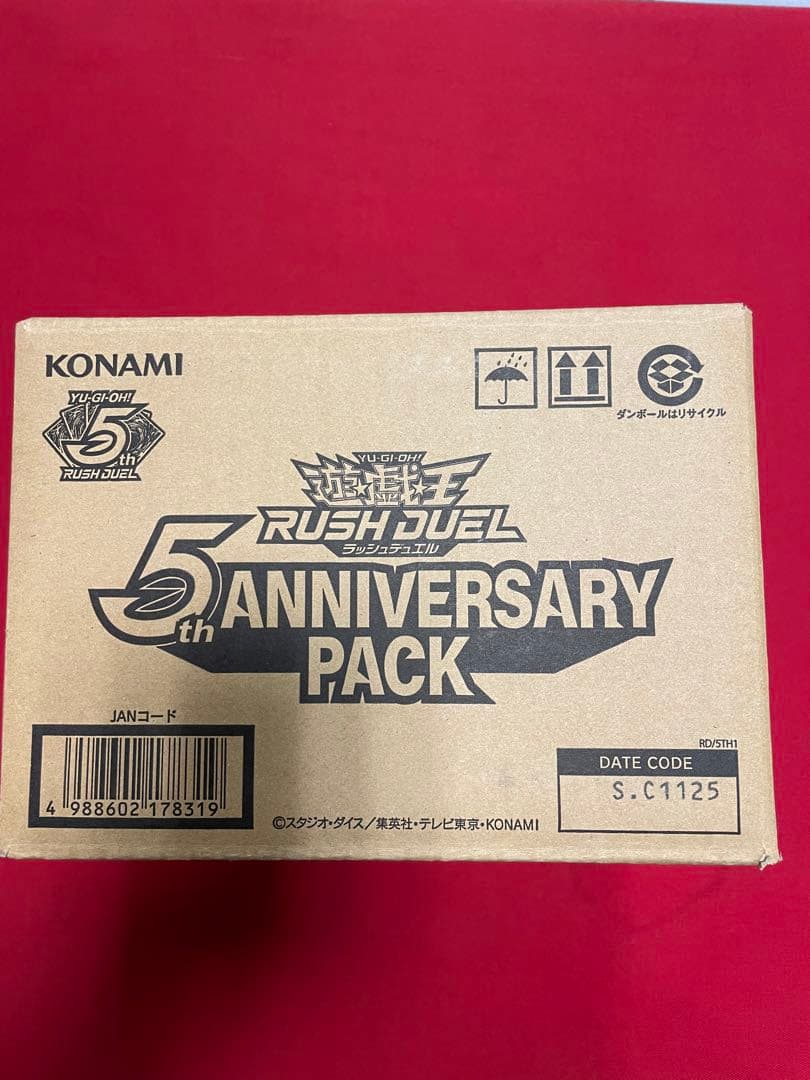 KONAMI
YU-GI-OH!
5th
RUSH DUEL
ダンボールはリサイクル
YU-GI-OH!
遊☆戯☆王
RUSH DUEL
ラッシュデュエル
5th ANNIVERSARY
PACK
JANコード
4 988602 178319
RD/5TH1
DATE CODE
S.C1125
©スタジオ・ダイス/集英社・テレビ東京・KONAMI